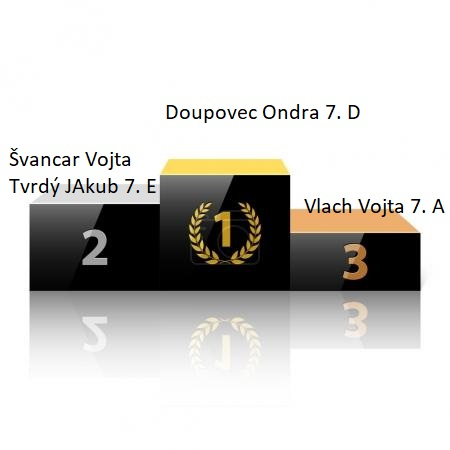 Doupovec Ondra 7. D
Švancar Vojta
Tvrdý JAkub 7. E
Vlach Vojta 7. A
2
1
3